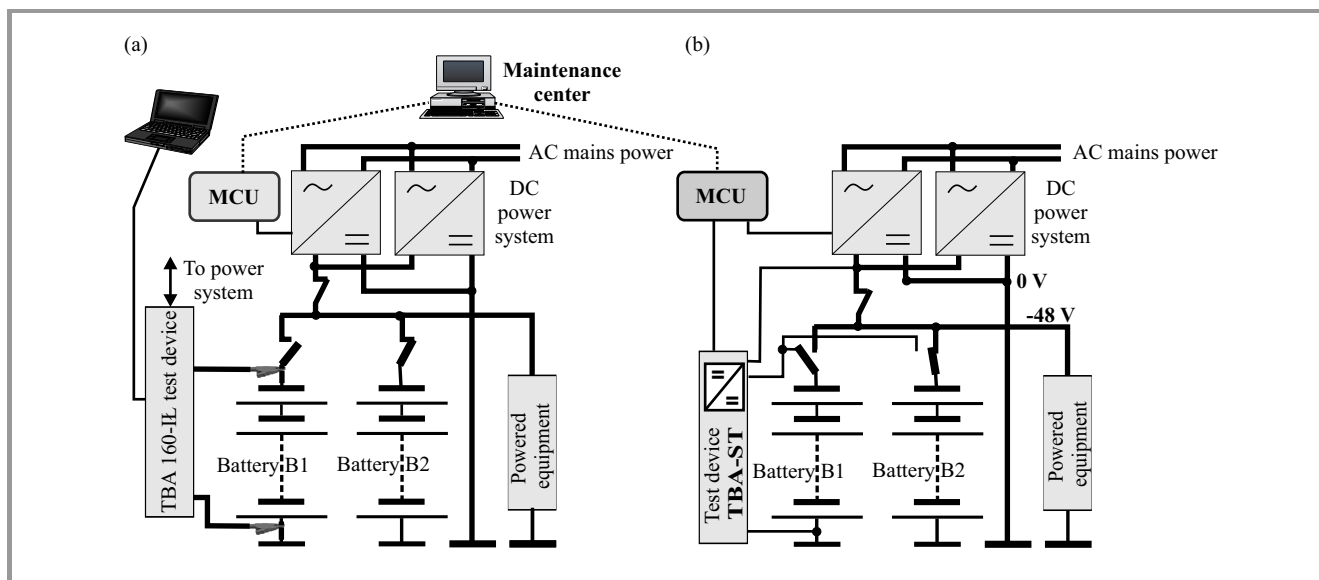 (a)
Maintenance
center
AC mains power
MCU
DC
power
system
To power
system
TBA 160-IŁ test device
Battery B1
Battery B2
Powered
equipment
(b)
AC mains power
MCU
DC
power
system
0 V
-48 V
Test device
TBA-ST
Battery B1
Battery B2
Powered
equipment